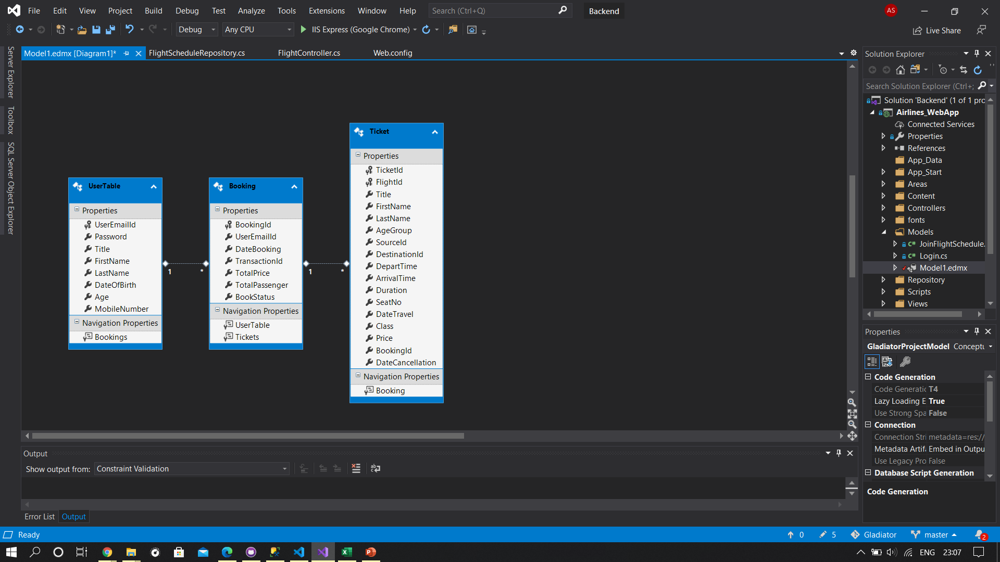 File Edit View Project Build Debug Test Analyze Tools Extensions Window Help Search (Ctrl+Q) Backend AS
Debug Any CPU IIS Express (Google Chrome) Live Share
Server Explorer
Toolbox
SQL Server Object Explorer
Model1.edmx [Diagram1]* FlightScheduleRepository.cs FlightController.cs Web.config
UserTable
Properties
UserEmailId
Password
Title
FirstName
LastName
DateOfBirth
Age
MobileNumber
Navigation Properties
Bookings
1 *
Booking
Properties
BookingId
UserEmailId
DateBooking
TransactionId
TotalPrice
TotalPassenger
BookStatus
Navigation Properties
UserTable
Tickets
1 *
Ticket
Properties
TicketId
FlightId
Title
FirstName
LastName
AgeGroup
SourceId
DestinationId
DepartTime
ArrivalTime
Duration
SeatNo
DateTravel
Class
Price
BookingId
DateCancellation
Navigation Properties
Booking
Output
Show output from: Constraint Validation
Error List Output
Solution Explorer
Search Solution Explorer (Ctrl+;
Solution 'Backend' (1 of 1 pro
Airlines_WebApp
Connected Services
Properties
References
App_Data
App_Start
Areas
Content
Controllers
fonts
Models
C# JoinFlightSchedule.
C# Login.cs
Model1.edmx
Repository
Scripts
Views
Properties
GladiatorProjectModel Conceptu
Code Generation
Code Generatic T4
Lazy Loading E True
Use Strong Spa False
Connection
Connection Stri metadata=res://
Metadata Artifa Embed in Outpu
Use Legacy Pro False
Database Script Generation
Code Generation
Ready 0 5 Gladiator master 2
ENG 23:07